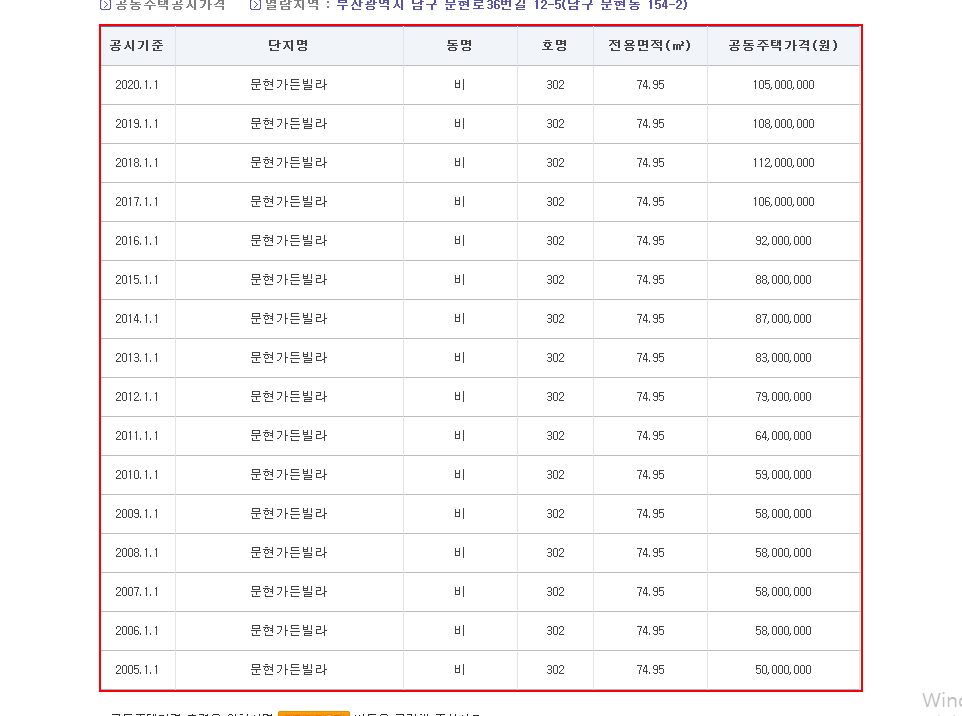 공동주택공시가격 열람지역 : 부산광역시 남구 문현로36번길 12-5(남구 문현동 154-2)
공시기준 단지명 동명 호명 전용면적(㎡) 공동주택가격(원)
2020.1.1 문현가든빌라 비 302 74.95 105,000,000
2019.1.1 문현가든빌라 비 302 74.95 108,000,000
2018.1.1 문현가든빌라 비 302 74.95 112,000,000
2017.1.1 문현가든빌라 비 302 74.95 106,000,000
2016.1.1 문현가든빌라 비 302 74.95 92,000,000
2015.1.1 문현가든빌라 비 302 74.95 88,000,000
2014.1.1 문현가든빌라 비 302 74.95 87,000,000
2013.1.1 문현가든빌라 비 302 74.95 83,000,000
2012.1.1 문현가든빌라 비 302 74.95 79,000,000
2011.1.1 문현가든빌라 비 302 74.95 64,000,000
2010.1.1 문현가든빌라 비 302 74.95 59,000,000
2009.1.1 문현가든빌라 비 302 74.95 58,000,000
2008.1.1 문현가든빌라 비 302 74.95 58,000,000
2007.1.1 문현가든빌라 비 302 74.95 58,000,000
2006.1.1 문현가든빌라 비 302 74.95 58,000,000
2005.1.1 문현가든빌라 비 302 74.95 50,000,000
Wind